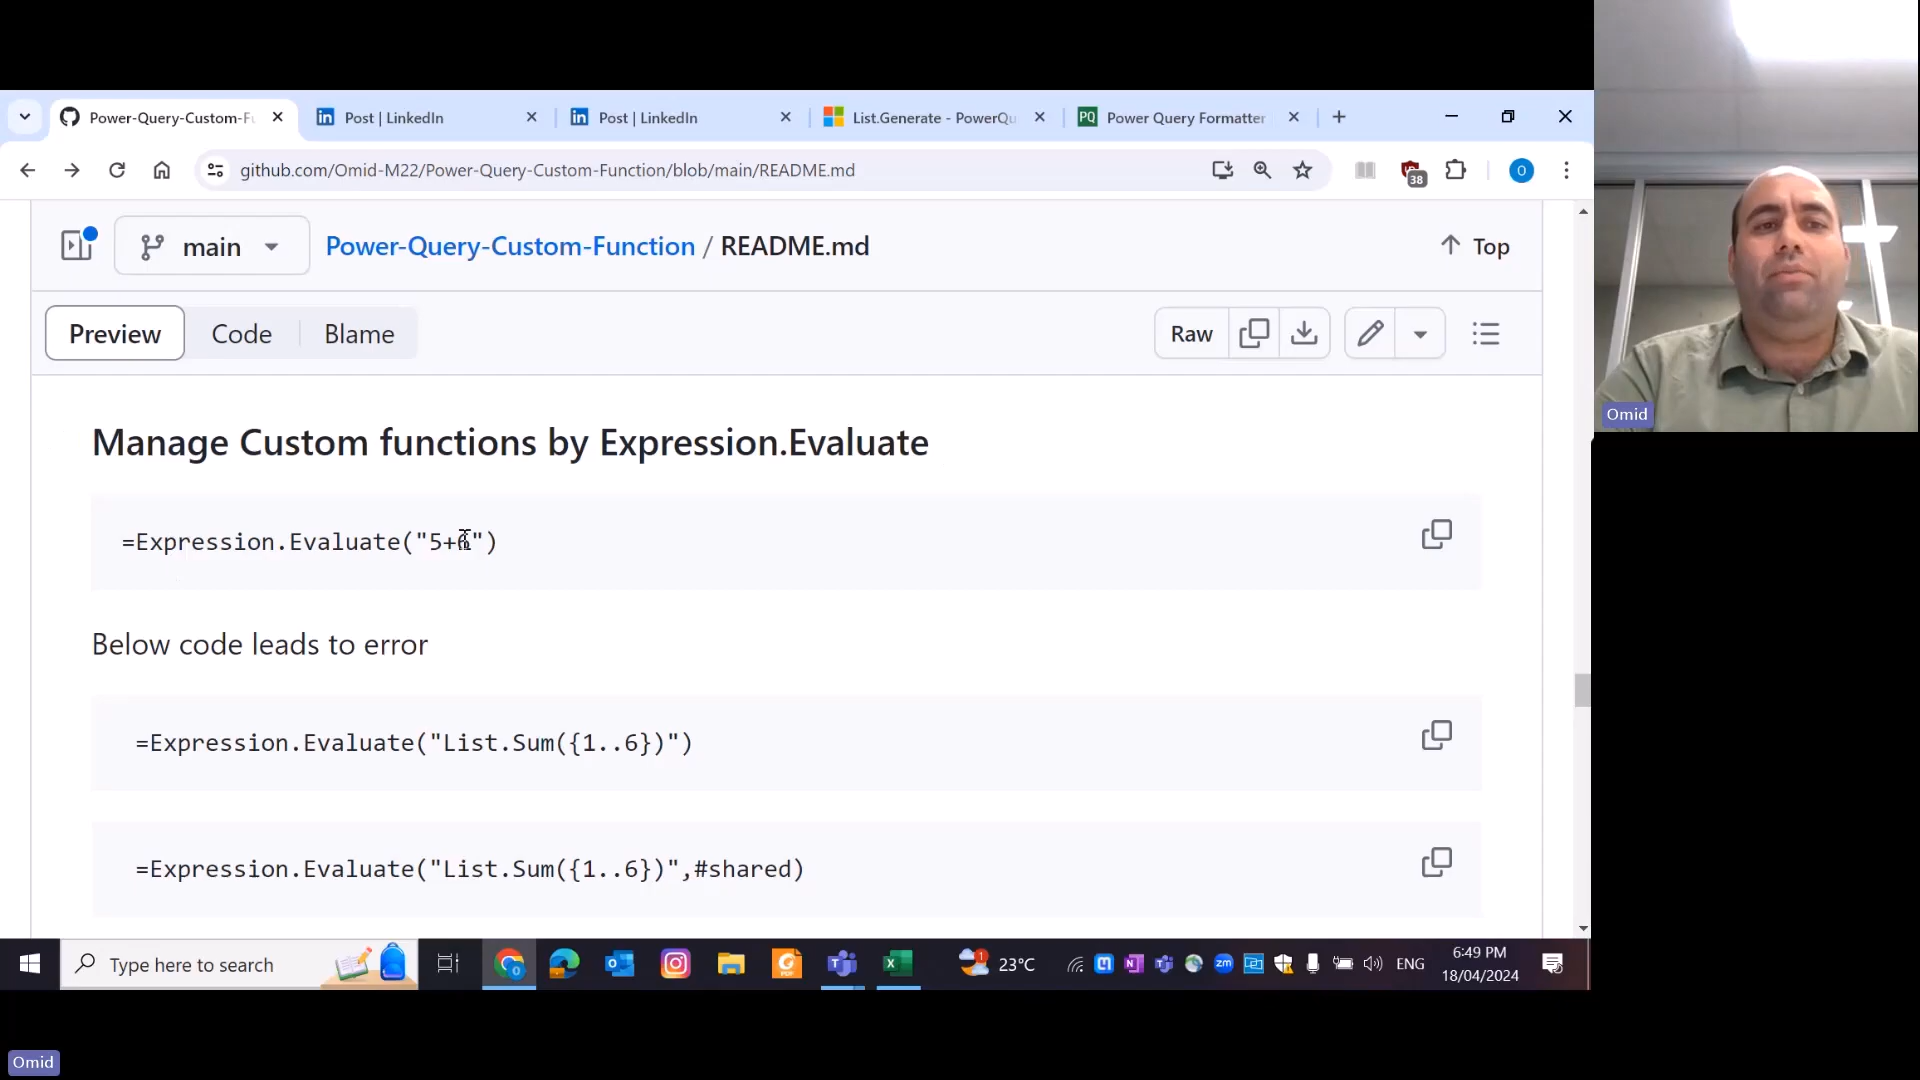 Power-Query-Custom-F
Post | LinkedIn
Post | LinkedIn
List.Generate - PowerQu
PQ
Power Query Formatter
github.com/Omid-M22/Power-Query-Custom-Function/blob/main/README.md
38
O
main
Power-Query-Custom-Function / README.md
Top
Preview
Code
Blame
Raw
Manage Custom functions by Expression.Evaluate
=Expression.Evaluate("5+6")
Below code leads to error
=Expression.Evaluate("List.Sum({1..6})")
=Expression.Evaluate("List.Sum({1..6})",#shared)
Type here to search
1
23°C
zm
ENG
6:49 PM
18/04/2024
Omid
Omid